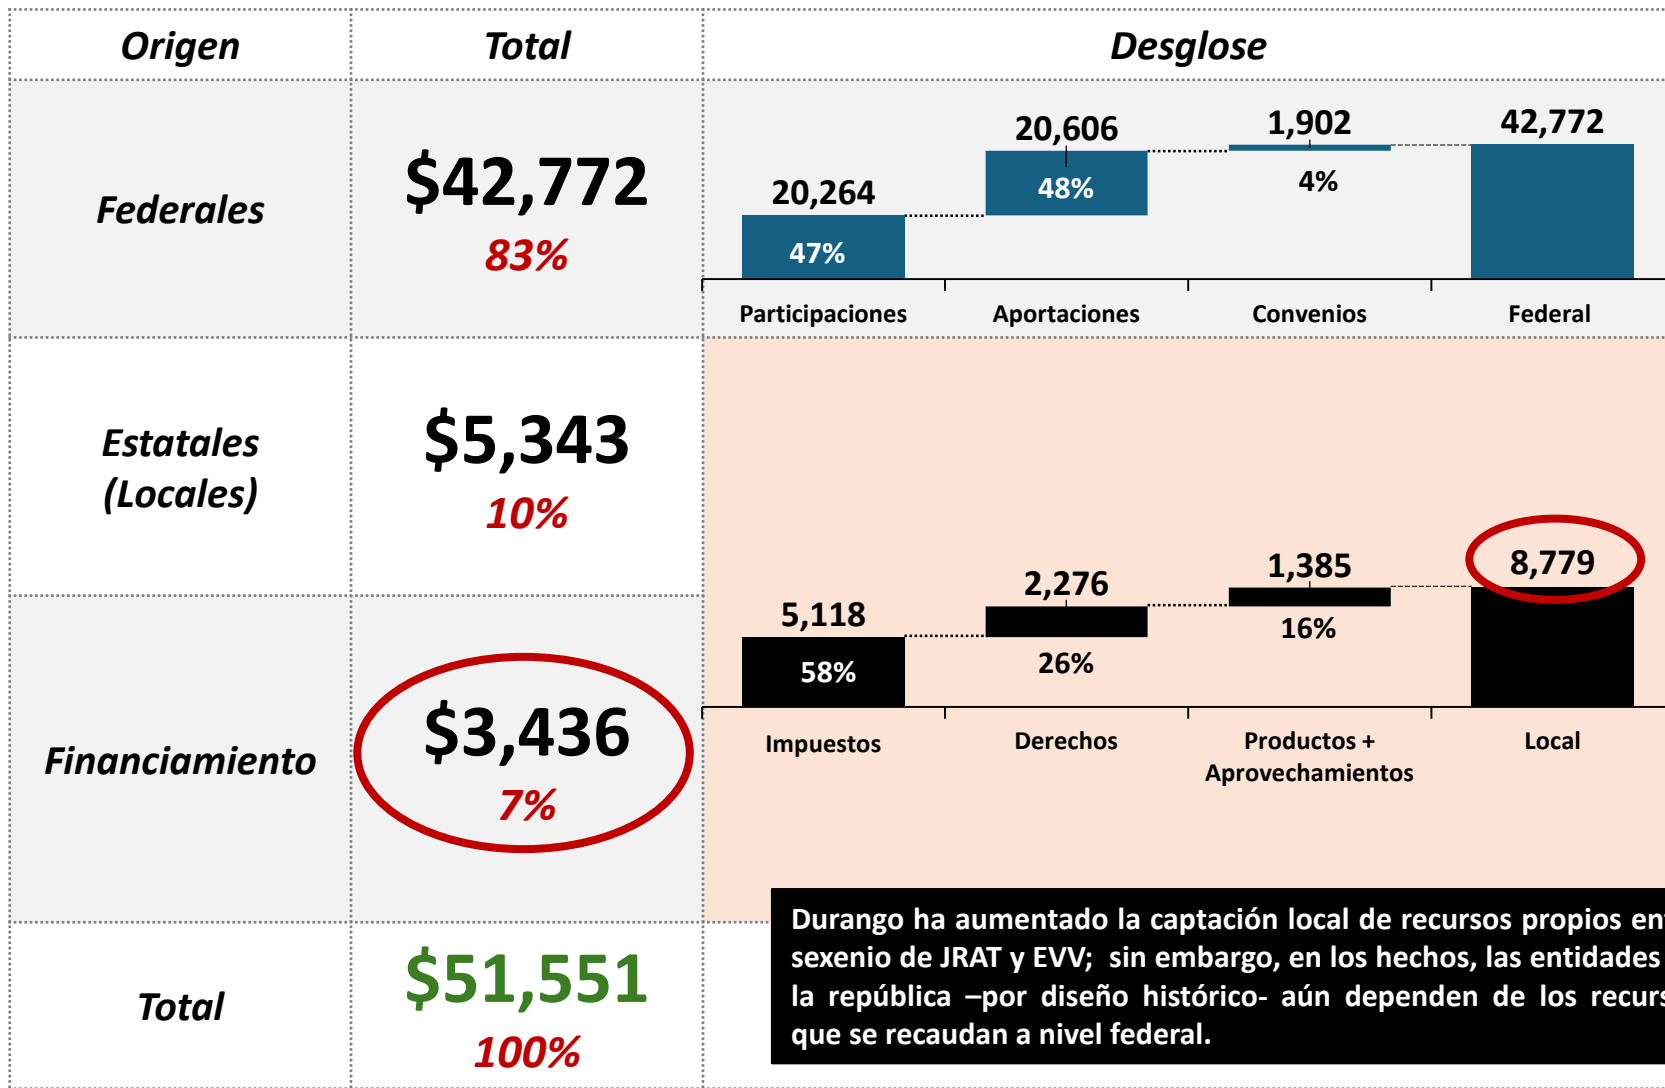 Origen
Total
Desglose
Federales
$42,772
83%
20,264
20,606
1,902
42,772
47%
48%
4%
Participaciones
Aportaciones
Convenios
Federal
Estatales
(Locales)
$5,343
10%
5,118
2,276
1,385
8,779
58%
26%
16%
Impuestos
Derechos
Productos +
Aprovechamientos
Local
Financiamiento
$3,436
7%
Total
$51,551
100%
Durango ha aumentado la captación local de recursos propios
sexenio de JRAT y EVV; sin embargo, en los hechos, las entidades
la república –por diseño histórico- aún dependen de los
que se recaudan a nivel federal.